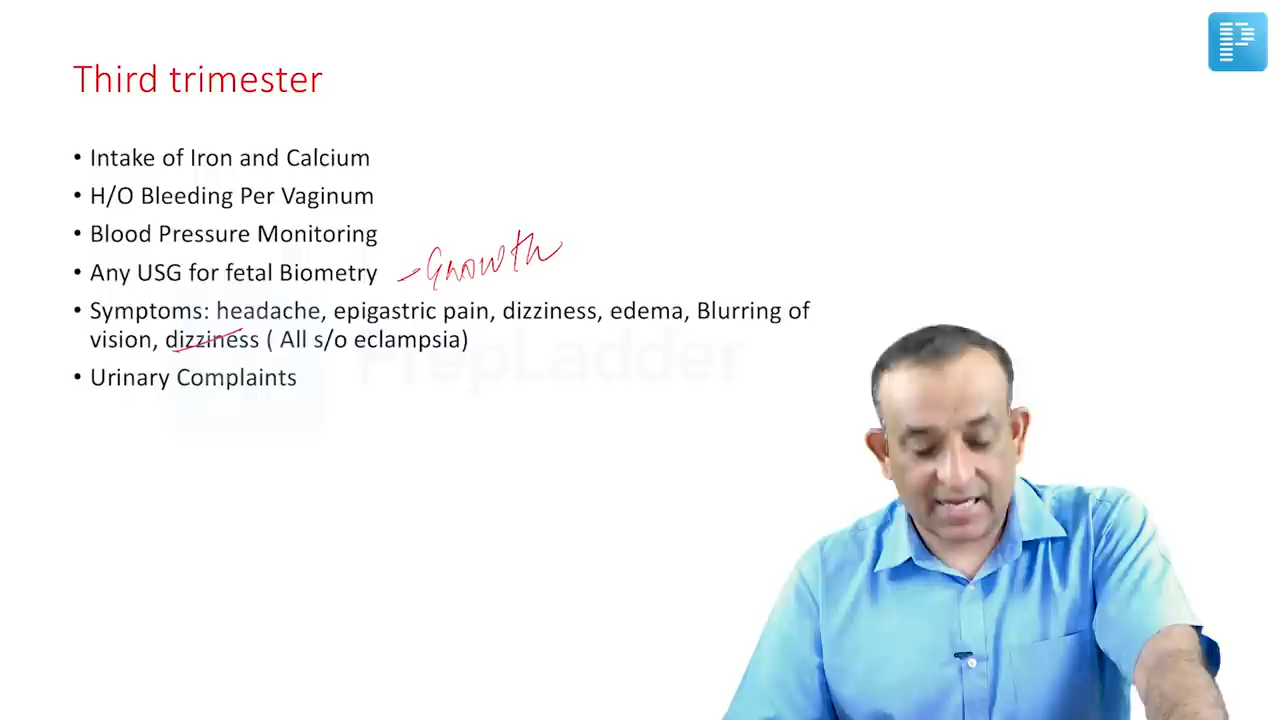 Third trimester
• Intake of Iron and Calcium
• H/O Bleeding Per Vaginum
• Blood Pressure Monitoring
• Any USG for fetal Biometry - Growth
• Symptoms: headache, epigastric pain, dizziness, edema, Blurring of
vision, dizziness ( All s/o eclampsia)
PrepLadder
• Urinary Complaints